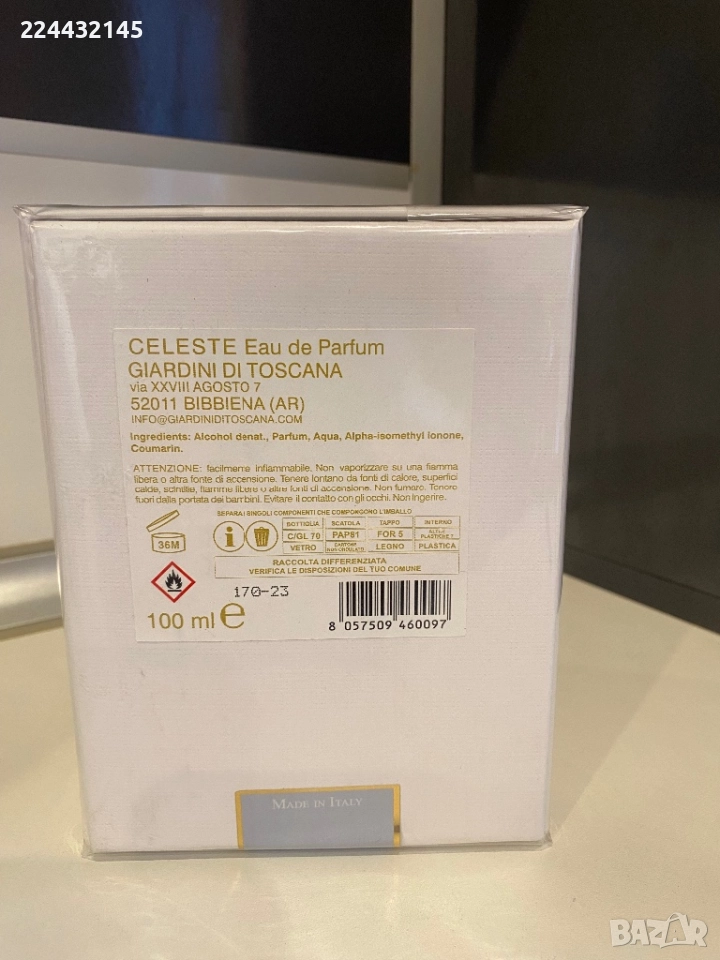 224432145
CELESTE Eau de Parfum
GIARDINI DI TOSCANA
via XXVIII AGOSTO 7
52011 BIBBIENA (AR)
INFO@GIARDINIDITOSCANA.COM
Ingredients: Alcohol denat., Parfum, Aqua, Alpha-isomethyl Ionone,
Coumarin.
ATTENZIONE: facilmente infiammabile. Non vaporizzare su una fiamma
libera o altra fonte di accensione. Tenere lontano da fonti di calore, superfici
calde, scintille, fiamme libere o altre fonti di accensione. Non fumare. Tenere
fuori dalla portata dei bambini. Evitare il contatto con gli occhi. Non Ingerire.
SEPARA I SINGOLI COMPONENTI CHE COMPONGONO L'IMBALLO
BOTTIGLIA SCATOLA TAPPO INTERNO
36M C/GL 70 PAP81 FOR 5
VETRO LEGNO PLASTICA
RACCOLTA DIFFERENZIATA
VERIFICA LE DISPOSIZIONI DEL TUO COMUNE
170-23
100 ml e
8 057509 460097
MADE IN ITALY
BAZAR